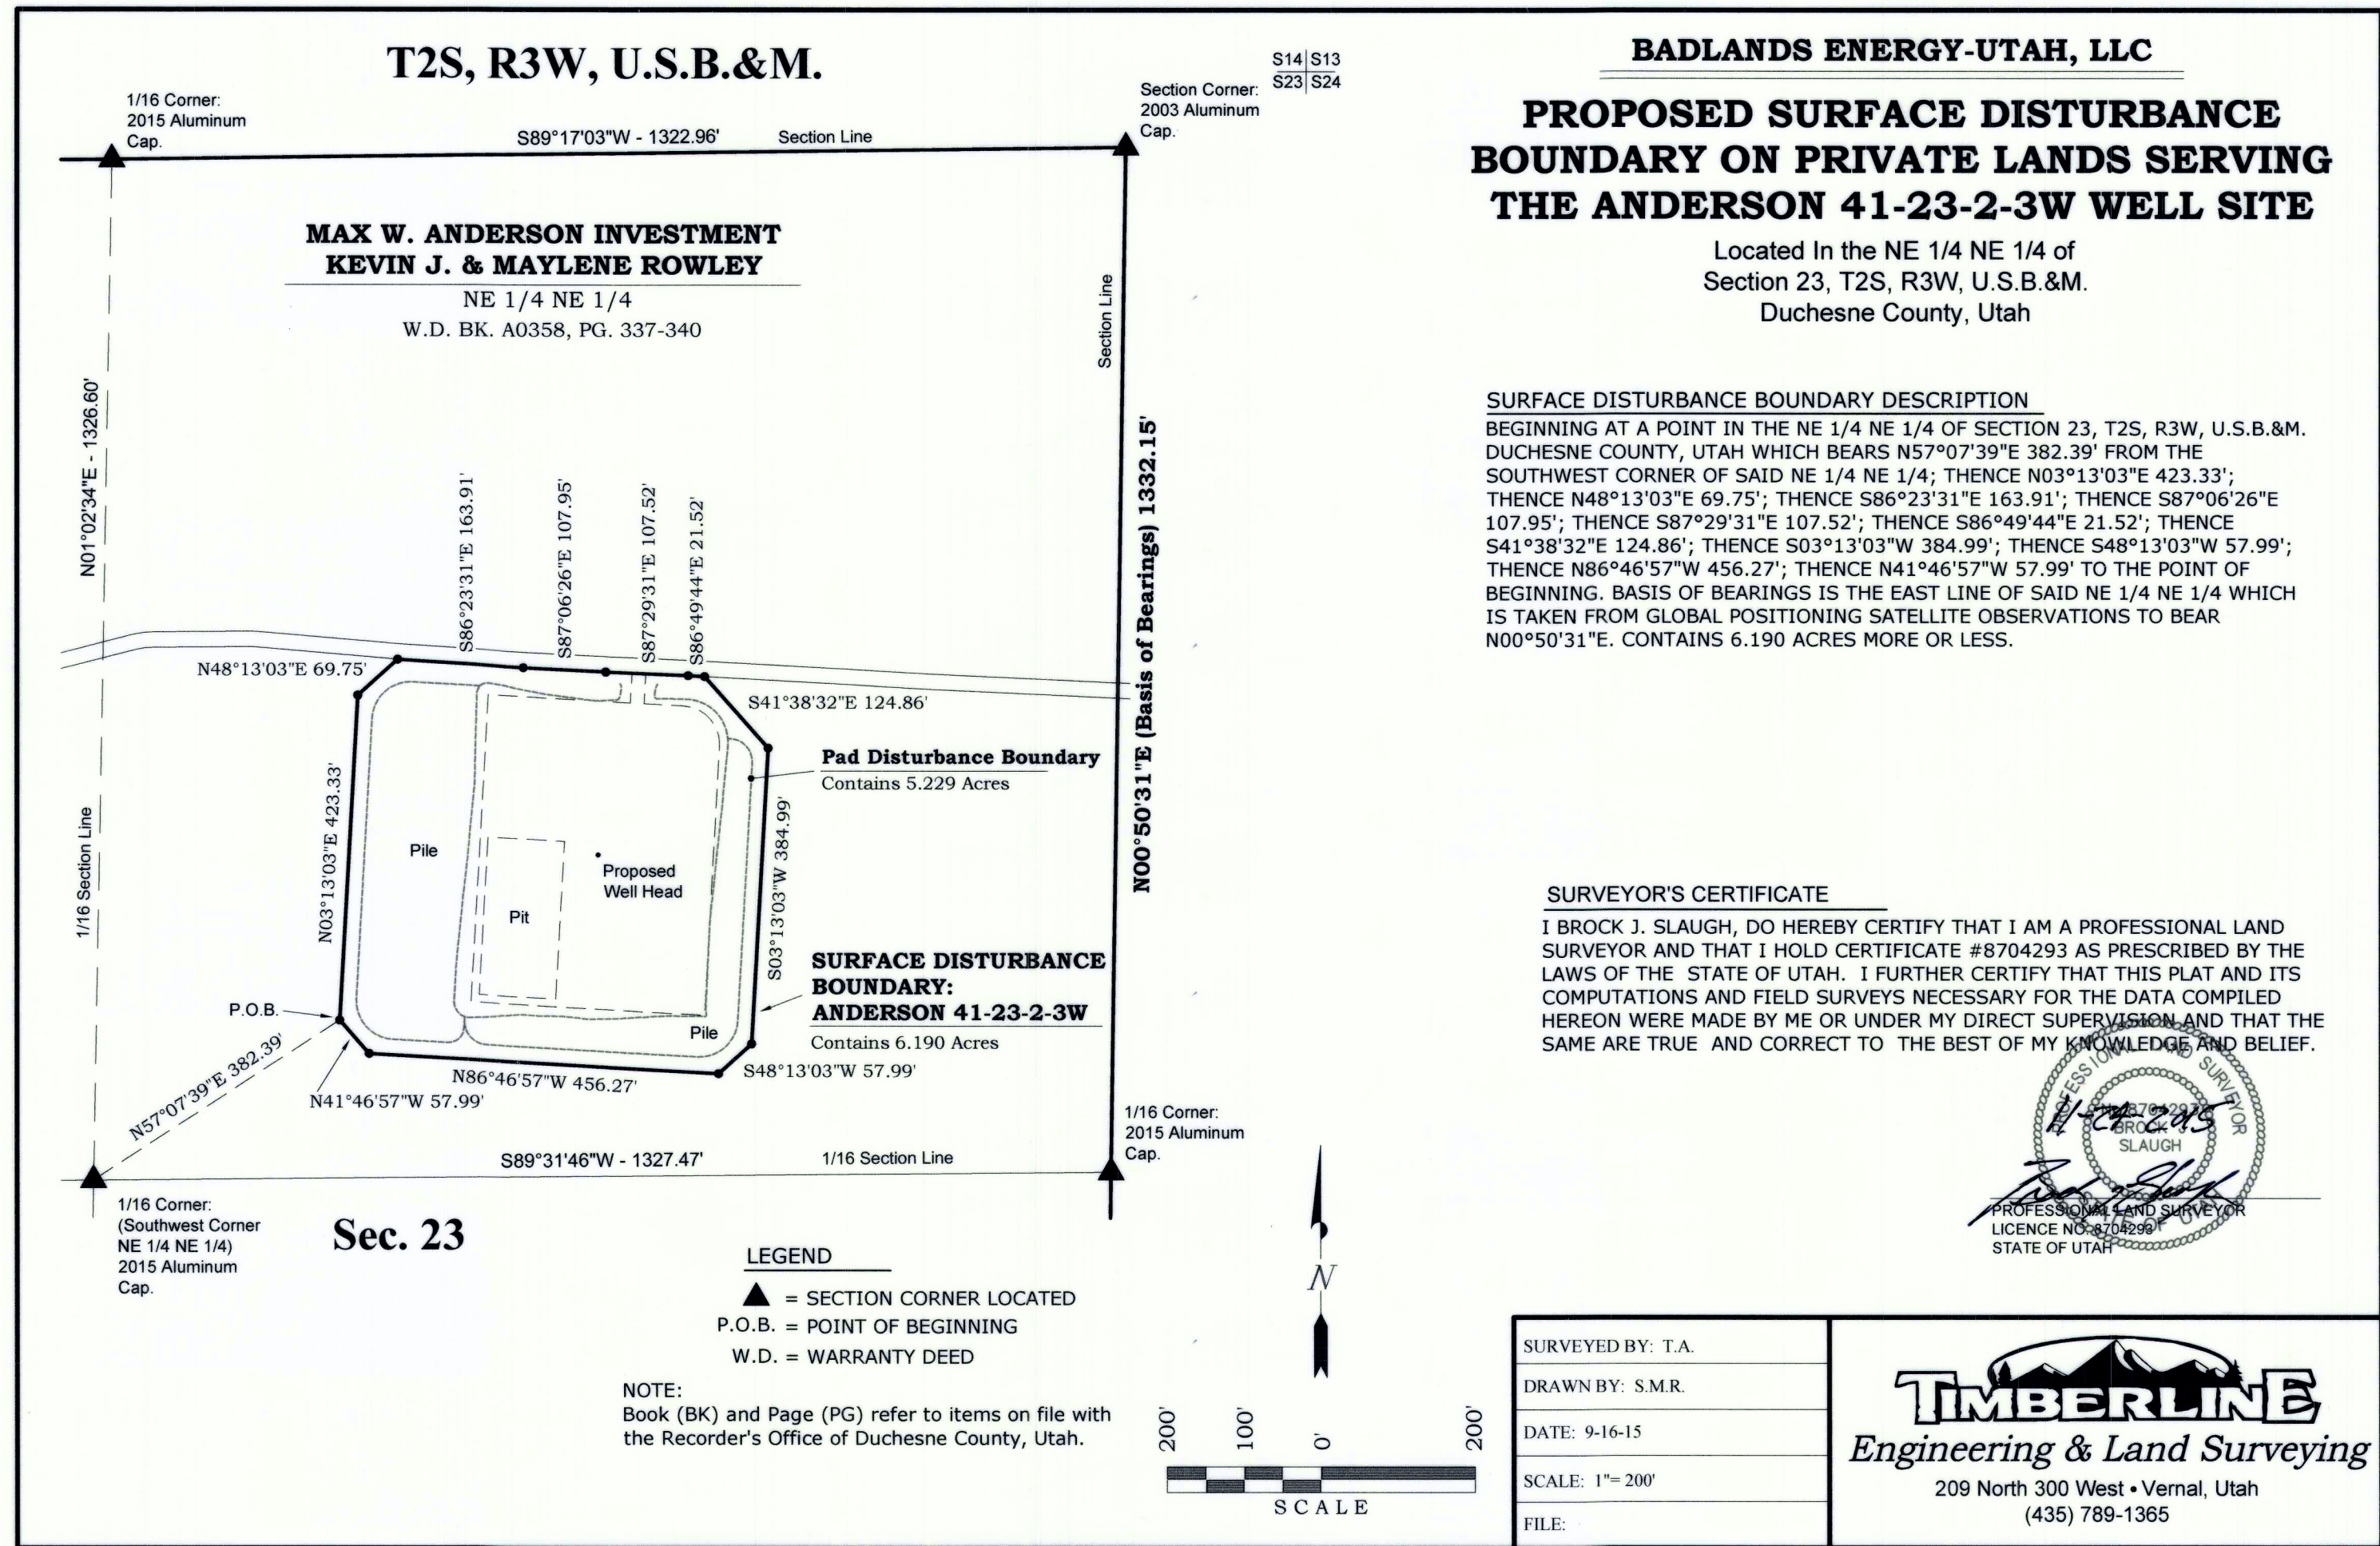 T2S, R3W, U.S.B.&M.
1/16 Corner:
2015 Aluminum
Cap.
S89°17'03"W - 1322.96'
Section Line
Section Corner:
2003 Aluminum
Cap.
S14 S13
S23 S24
MAX W. ANDERSON INVESTMENT
KEVIN J. & MAYLENE ROWLEY
NE 1/4 NE 1/4
W.D. BK. A0358, PG. 337-340
N01°02'34"E - 1326.60'
1/16 Section Line
Section Line
N00°50'31"E (Basis of Bearings) 1332.15'
S86°23'31"E 163.91'
S87°06'26"E 107.95'
S87°29'31"E 107.52'
S86°49'44"E 21.52'
N48°13'03"E 69.75'
S41°38'32"E 124.86'
Pad Disturbance Boundary
Contains 5.229 Acres
N03°13'03"E 423.33'
Pile
Proposed
Well Head
Pit
S03°13'03"W 384.99'
SURFACE DISTURBANCE
BOUNDARY:
ANDERSON 41-23-2-3W
Contains 6.190 Acres
P.O.B.
Pile
N57°07'39"E 382.39'
N41°46'57"W 57.99'
N86°46'57"W 456.27'
S48°13'03"W 57.99'
1/16 Corner:
2015 Aluminum
Cap.
S89°31'46"W - 1327.47'
1/16 Section Line
1/16 Corner:
(Southwest Corner
NE 1/4 NE 1/4)
2015 Aluminum
Cap.
Sec. 23
LEGEND
= SECTION CORNER LOCATED
P.O.B. = POINT OF BEGINNING
W.D. = WARRANTY DEED
NOTE:
Book (BK) and Page (PG) refer to items on file with
the Recorder's Office of Duchesne County, Utah.
N
200' 100' 0' 200'
SCALE
BADLANDS ENERGY-UTAH, LLC
PROPOSED SURFACE DISTURBANCE
BOUNDARY ON PRIVATE LANDS SERVING
THE ANDERSON 41-23-2-3W WELL SITE
Located In the NE 1/4 NE 1/4 of
Section 23, T2S, R3W, U.S.B.&M.
Duchesne County, Utah
SURFACE DISTURBANCE BOUNDARY DESCRIPTION
BEGINNING AT A POINT IN THE NE 1/4 NE 1/4 OF SECTION 23, T2S, R3W, U.S.B.&M.
DUCHESNE COUNTY, UTAH WHICH BEARS N57°07'39"E 382.39' FROM THE
SOUTHWEST CORNER OF SAID NE 1/4 NE 1/4; THENCE N03°13'03"E 423.33';
THENCE N48°13'03"E 69.75'; THENCE S86°23'31"E 163.91'; THENCE S87°06'26"E
107.95'; THENCE S87°29'31"E 107.52'; THENCE S86°49'44"E 21.52'; THENCE
S41°38'32"E 124.86'; THENCE S03°13'03"W 384.99'; THENCE S48°13'03"W 57.99';
THENCE N86°46'57"W 456.27'; THENCE N41°46'57"W 57.99' TO THE POINT OF
BEGINNING. BASIS OF BEARINGS IS THE EAST LINE OF SAID NE 1/4 NE 1/4 WHICH
IS TAKEN FROM GLOBAL POSITIONING SATELLITE OBSERVATIONS TO BEAR
N00°50'31"E. CONTAINS 6.190 ACRES MORE OR LESS.
SURVEYOR'S CERTIFICATE
I BROCK J. SLAUGH, DO HEREBY CERTIFY THAT I AM A PROFESSIONAL LAND
SURVEYOR AND THAT I HOLD CERTIFICATE #8704293 AS PRESCRIBED BY THE
LAWS OF THE STATE OF UTAH. I FURTHER CERTIFY THAT THIS PLAT AND ITS
COMPUTATIONS AND FIELD SURVEYS NECESSARY FOR THE DATA COMPILED
HEREON WERE MADE BY ME OR UNDER MY DIRECT SUPERVISION AND THAT THE
SAME ARE TRUE AND CORRECT TO THE BEST OF MY KNOWLEDGE AND BELIEF.
PROFESSIONAL LAND SURVEYOR
No. 8704293
BROCK J.
SLAUGH
STATE OF UTAH
PROFESSIONAL LAND SURVEYOR
LICENCE NO. 8704293
STATE OF UTAH
SURVEYED BY: T.A.
DRAWN BY: S.M.R.
DATE: 9-16-15
SCALE: 1"= 200'
FILE:
TIMBERLINE
Engineering & Land Surveying
209 North 300 West • Vernal, Utah
(435) 789-1365